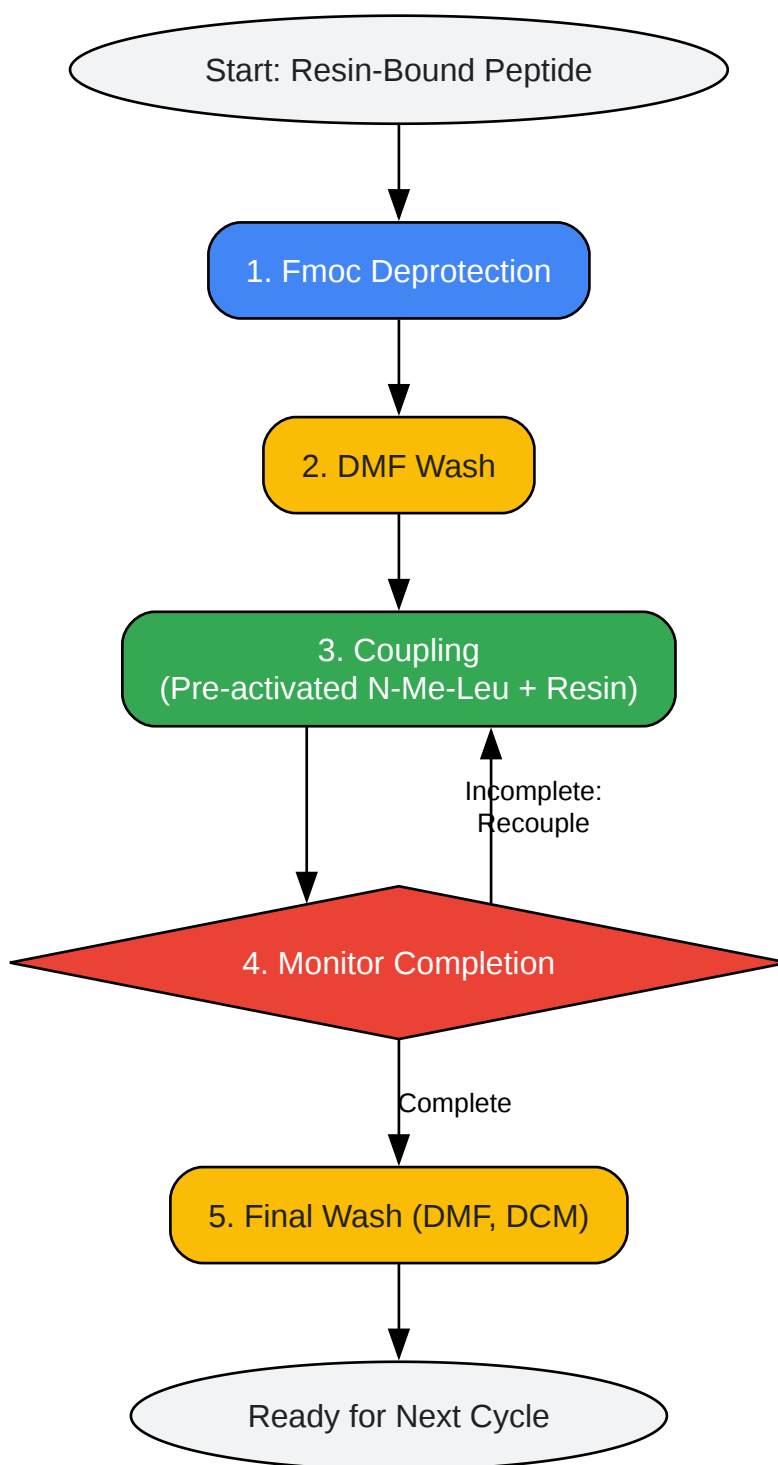 Start: Resin-Bound Peptide
1. Fmoc Deprotection
2. DMF Wash
3. Coupling
(Pre-activated N-Me-Leu + Resin)
Incomplete:
Recouple
4. Monitor Completion
Complete
5. Final Wash (DMF, DCM)
Ready for Next Cycle